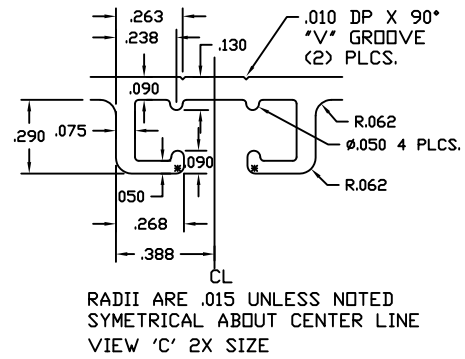 .263
.238
.130
.010 DP X 90°
"V" GROOVE
(2) PLCS.
.090
.290
.075
R.062
Ø.050 4 PLCS.
.090
.050
R.062
.268
.388
CL
RADII ARE .015 UNLESS NOTED
SYMETRICAL ABOUT CENTER LINE
VIEW 'C' 2X SIZE